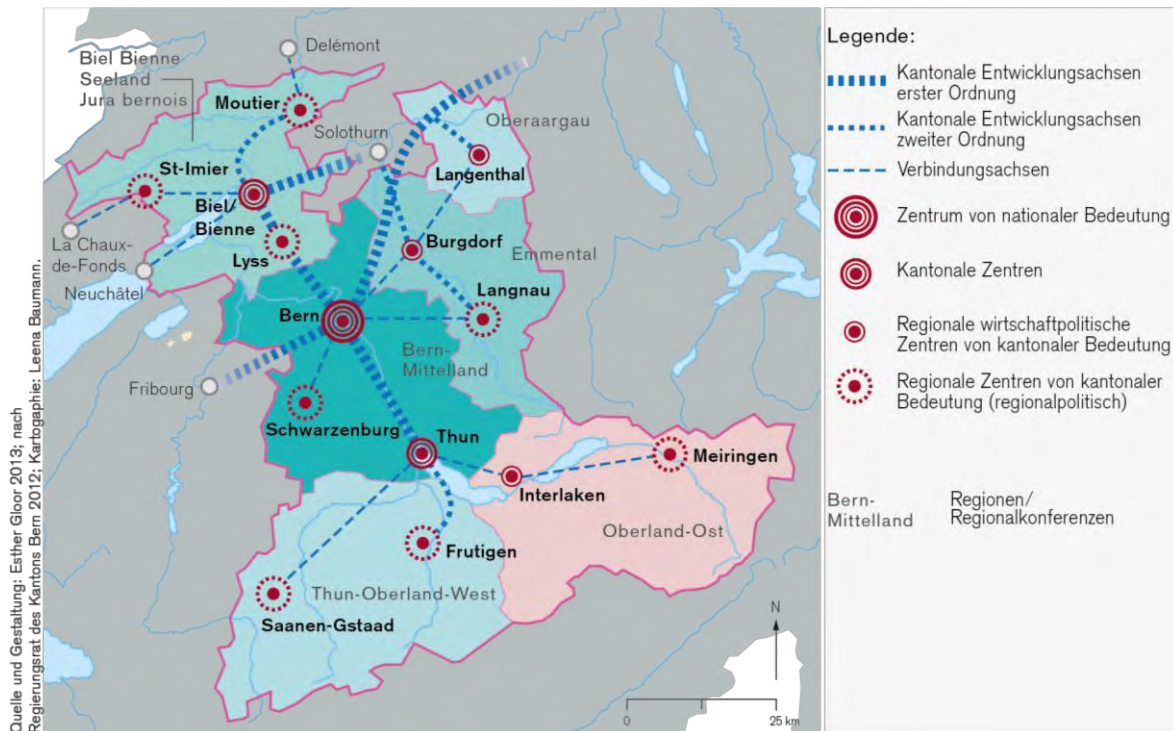 Delémont
Biel Bienne
Seeland
Jura bernois
Moutier
Solothurn
Oberaargau
St-Imier
Langenthal
Biel/
Bienne
La Chaux-
de-Fonds
Lyss
Burgdorf
Emmental
Neuchâtel
Langnau
Bern
Bern-
Mittelland
Fribourg
Schwarzenburg
Thun
Meiringen
Interlaken
Oberland-Ost
Frutigen
Thun-Oberland-West
Saanen-Gstaad
N
0
25 km
Quelle und Gestaltung: Esther Gloor 2013; nach
Regierungsrat des Kantons Bern 2012; Kartographie: Leena Baumann.
Legende:
Kantonale Entwicklungsachsen
erster Ordnung
Kantonale Entwicklungsachsen
zweiter Ordnung
Verbindungsachsen
Zentrum von nationaler Bedeutung
Kantonale Zentren
Regionale wirtschaftpolitische
Zentren von kantonaler Bedeutung
Regionale Zentren von kantonaler
Bedeutung (regionalpolitisch)
Bern-
Mittelland
Regionen/
Regionalkonferenzen